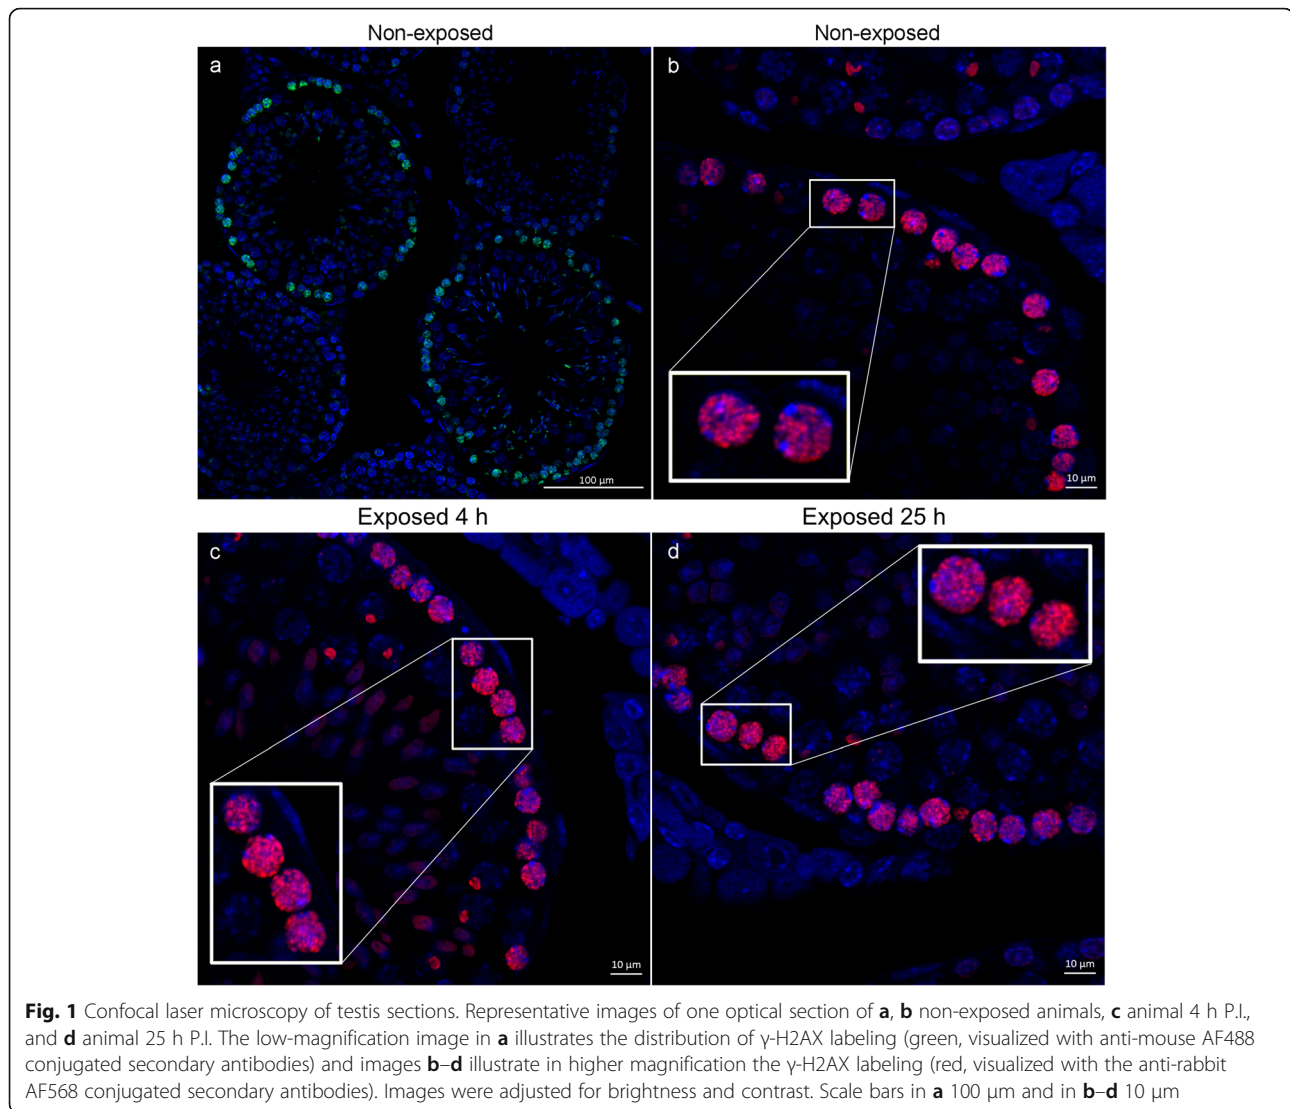 Non-exposed
Non-exposed
a
b
100 µm
10 µm
Exposed 4 h
Exposed 25 h
c
d
10 µm
10 µm
Fig. 1 Confocal laser microscopy of testis sections. Representative images of one optical section of a, b non-exposed animals, c animal 4 h P.I.,
and d animal 25 h P.I. The low-magnification image in a illustrates the distribution of γ-H2AX labeling (green, visualized with anti-mouse AF488
conjugated secondary antibodies) and images b–d illustrate in higher magnification the γ-H2AX labeling (red, visualized with the anti-rabbit
AF568 conjugated secondary antibodies). Images were adjusted for brightness and contrast. Scale bars in a 100 μm and in b–d 10 μm